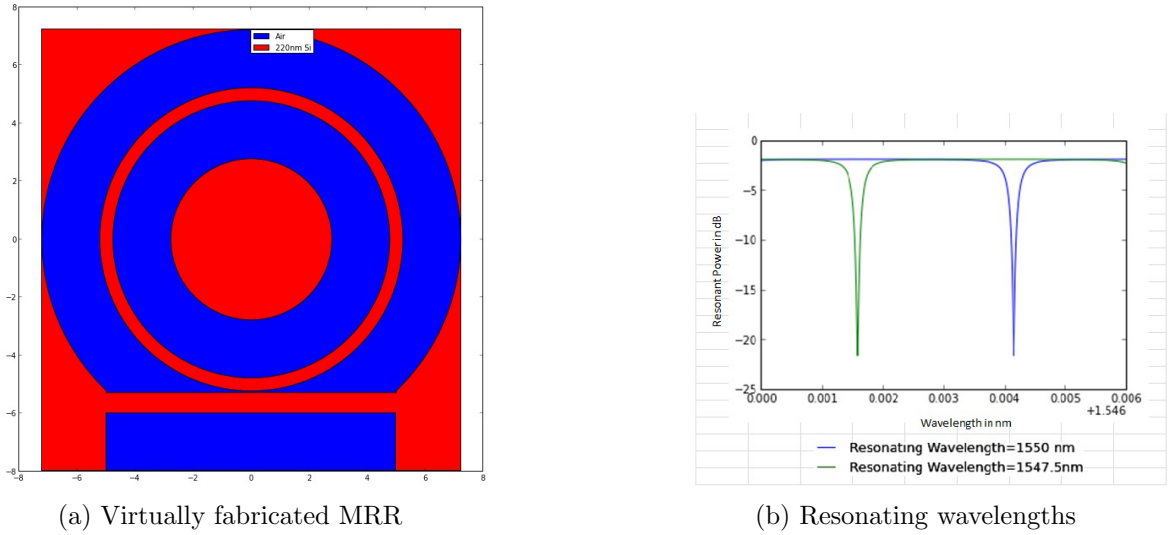 8
6
4
2
0
−2
−4
−6
−8
−8 −6 −4 −2 0 2 4 6 8
Air
220nm Si
(a) Virtually fabricated MRR
0
−5
−10
−15
−20
−25
Resonant Power in dB
0.000 0.001 0.002 0.003 0.004 0.005 0.006
+1.546
Wavelength in nm
Resonating Wavelength=1550 nm
Resonating Wavelength=1547.5nm
(b) Resonating wavelengths